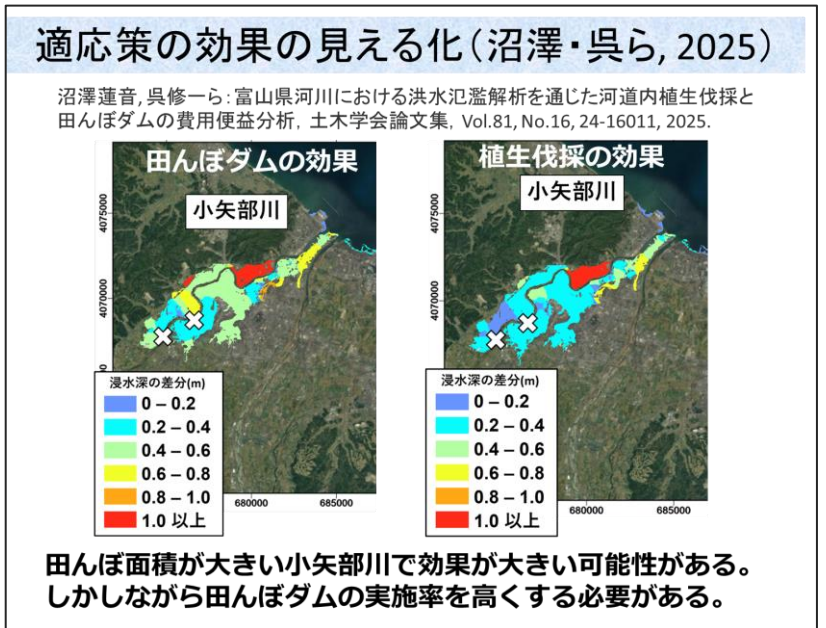 適応策の効果の見える化(沼澤・呉ら, 2025)
沼澤蓮音, 呉修一ら: 富山県河川における洪水氾濫解析を通じた河道内植生伐採と
田んぼダムの費用便益分析, 土木学会論文集, Vol.81, No.16, 24-16011, 2025.
田んぼダムの効果
小矢部川
4075000
4070000
浸水深の差分(m)
0 – 0.2
0.2 – 0.4
0.4 – 0.6
0.6 – 0.8
0.8 – 1.0
1.0 以上
680000
685000
植生伐採の効果
小矢部川
4075000
4070000
浸水深の差分(m)
0 – 0.2
0.2 – 0.4
0.4 – 0.6
0.6 – 0.8
0.8 – 1.0
1.0 以上
680000
685000
田んぼ面積が大きい小矢部川で効果が大きい可能性がある。
しかしながら田んぼダムの実施率を高くする必要がある。